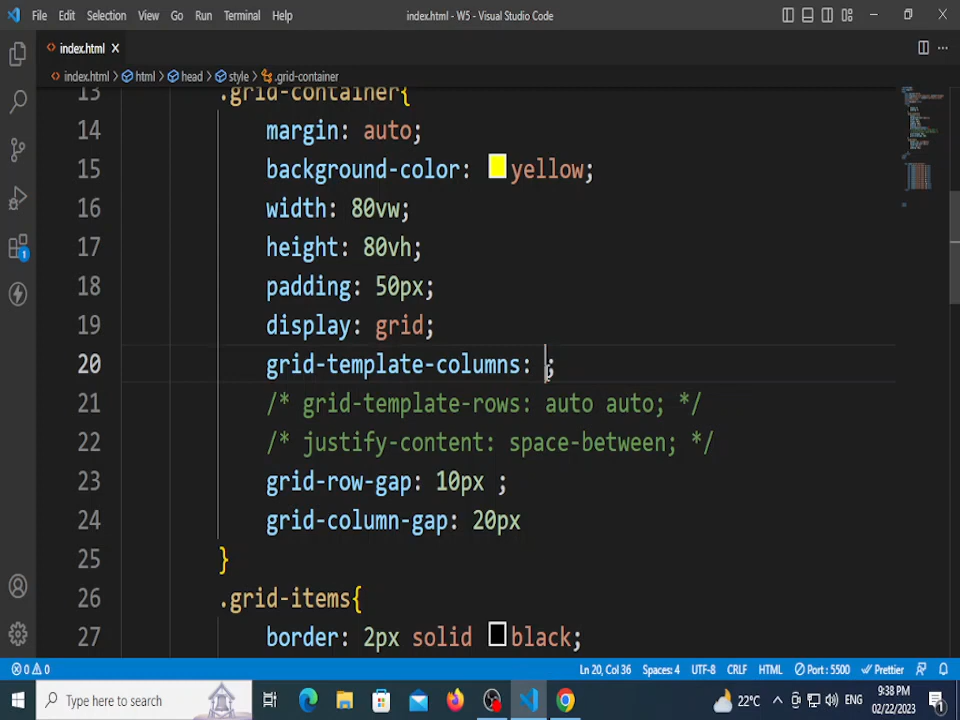 File Edit Selection View Go Run Terminal Help index.html - W5 - Visual Studio Code
index.html
index.html > html > head > style > .grid-container
13 .grid-container{
14 margin: auto;
15 background-color: yellow;
16 width: 80vw;
17 height: 80vh;
18 padding: 50px;
19 display: grid;
20 grid-template-columns: ;
21 /* grid-template-rows: auto auto; */
22 /* justify-content: space-between; */
23 grid-row-gap: 10px ;
24 grid-column-gap: 20px
25 }
26 .grid-items{
27 border: 2px solid black;
1
0 0 Ln 20, Col 36 Spaces: 4 UTF-8 CRLF HTML Port : 5500 Prettier
Type here to search 22°C ENG 9:38 PM
02/22/2023 1